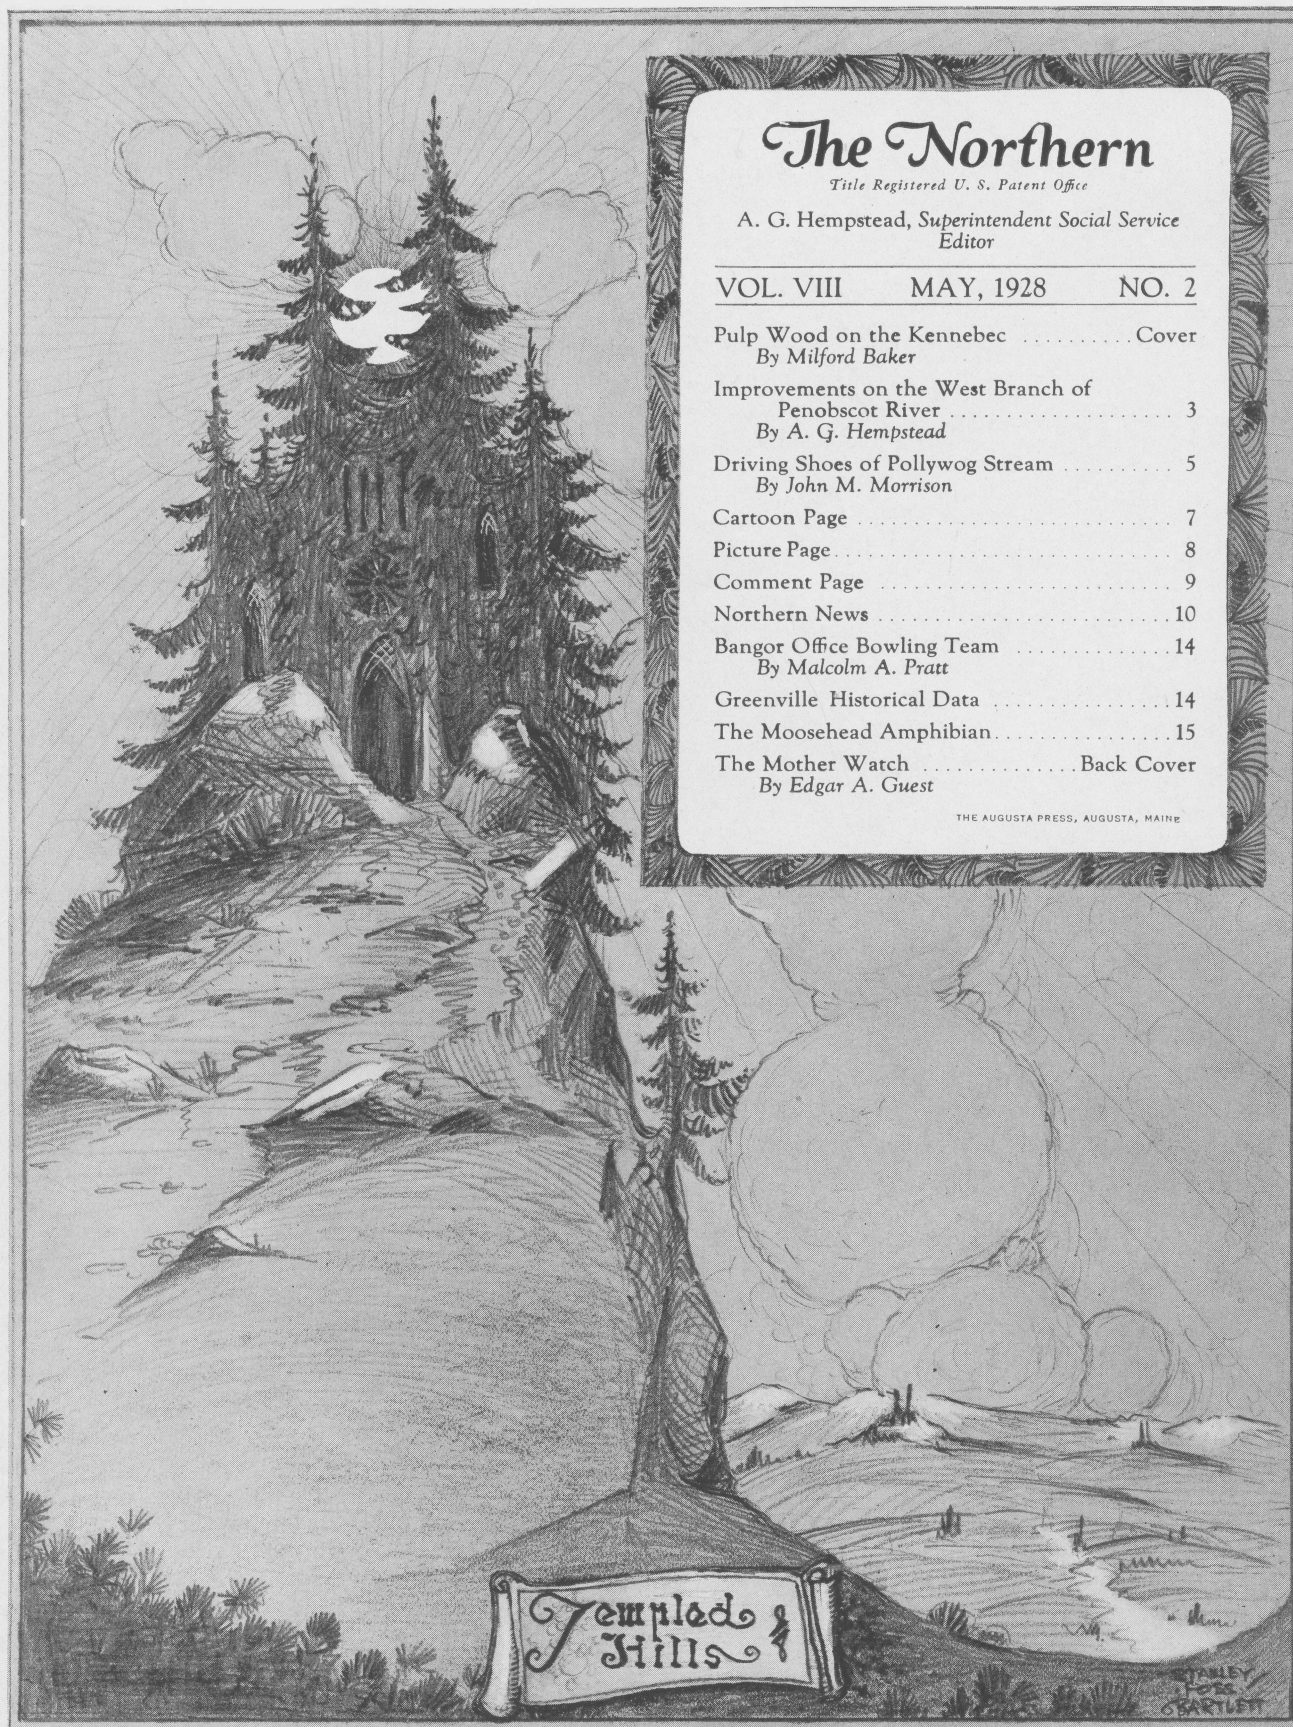 The Northern
Title Registered U. S. Patent Office
A. G. Hempstead, Superintendent Social Service
Editor
VOL. VIII MAY, 1928 NO. 2
Pulp Wood on the Kennebec .......... Cover
By Milford Baker
Improvements on the West Branch of
Penobscot River .................... 3
By A. G. Hempstead
Driving Shoes of Pollywog Stream .......... 5
By John M. Morrison
Cartoon Page ............................ 7
Picture Page .............................. 8
Comment Page .......................... 9
Northern News .......................... 10
Bangor Office Bowling Team .............. 14
By Malcolm A. Pratt
Greenville Historical Data ................ 14
The Moosehead Amphibian ................ 15
The Mother Watch .............. Back Cover
By Edgar A. Guest
THE AUGUSTA PRESS, AUGUSTA, MAINE
Templed
Hills
STANLEY
FOSS
BARTLETT